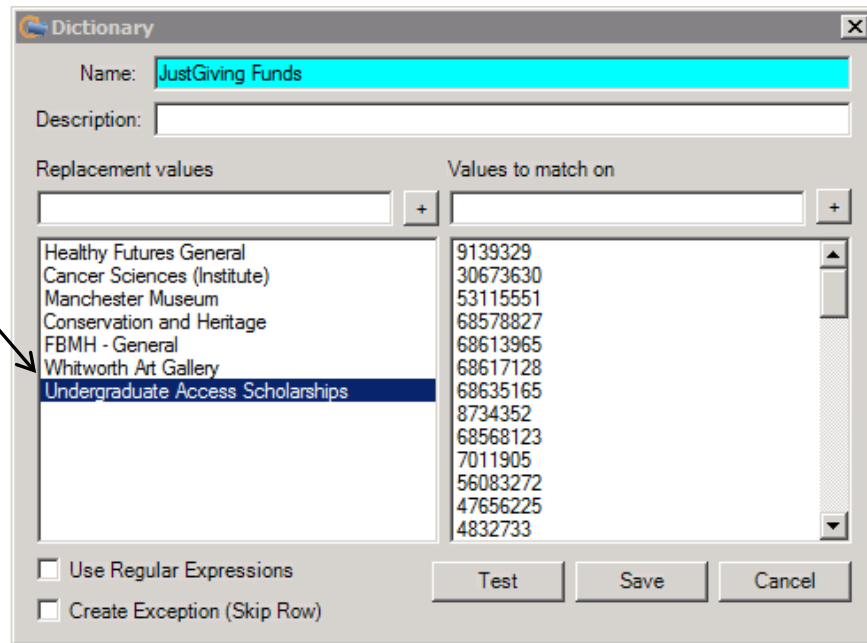 Dictionary
Name: JustGiving Funds
Description:
Replacement values
Values to match on
+
+
Healthy Futures General
Cancer Sciences (Institute)
Manchester Museum
Conservation and Heritage
FBMH - General
Whitworth Art Gallery
Undergraduate Access Scholarships
9139329
30673630
53115551
68578827
68613965
68617128
68635165
8734352
68568123
7011905
56083272
47656225
4832733
Use Regular Expressions
Create Exception (Skip Row)
Test
Save
Cancel